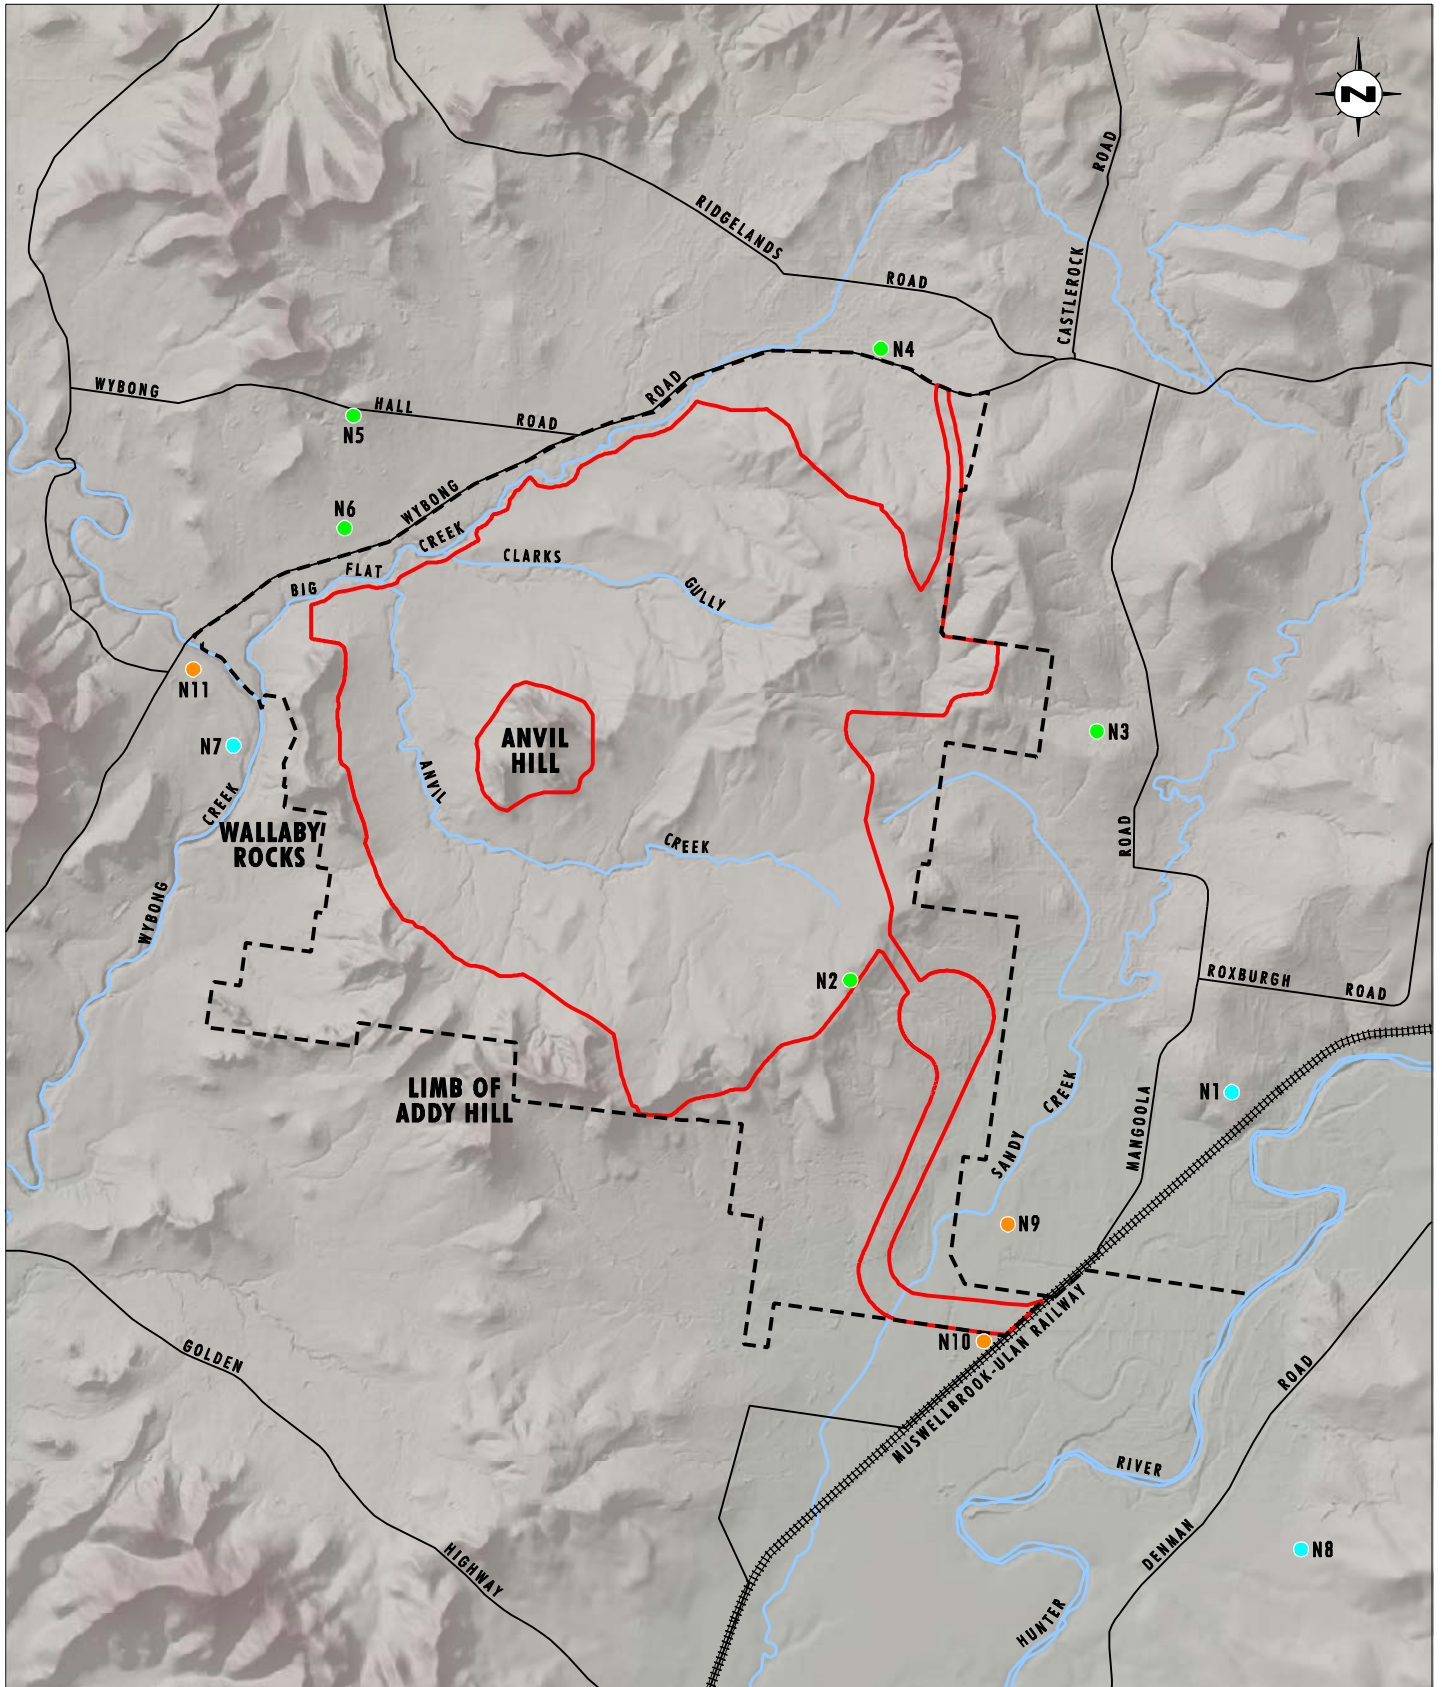 N
ROAD
RIDGELANDS
ROAD
CASTLEROCK
N4
WYBONG
HALL
ROAD
ROAD
N5
N6
WYBONG
CREEK
CLARKS
FLAT
BIG
GULLY
N11
N7
N3
ANVIL
HILL
ANVIL
CREEK
WALLABY
ROCKS
CREEK
ROAD
WYBONG
N2
ROXBURGH
ROAD
LIMB OF
ADDY HILL
CREEK
N1
MANGOOLA
SANDY
N9
N10
MUSWELLBROOK-ULAN RAILWAY
GOLDEN
ROAD
RIVER
HIGHWAY
DENMAN
N8
HUNTER